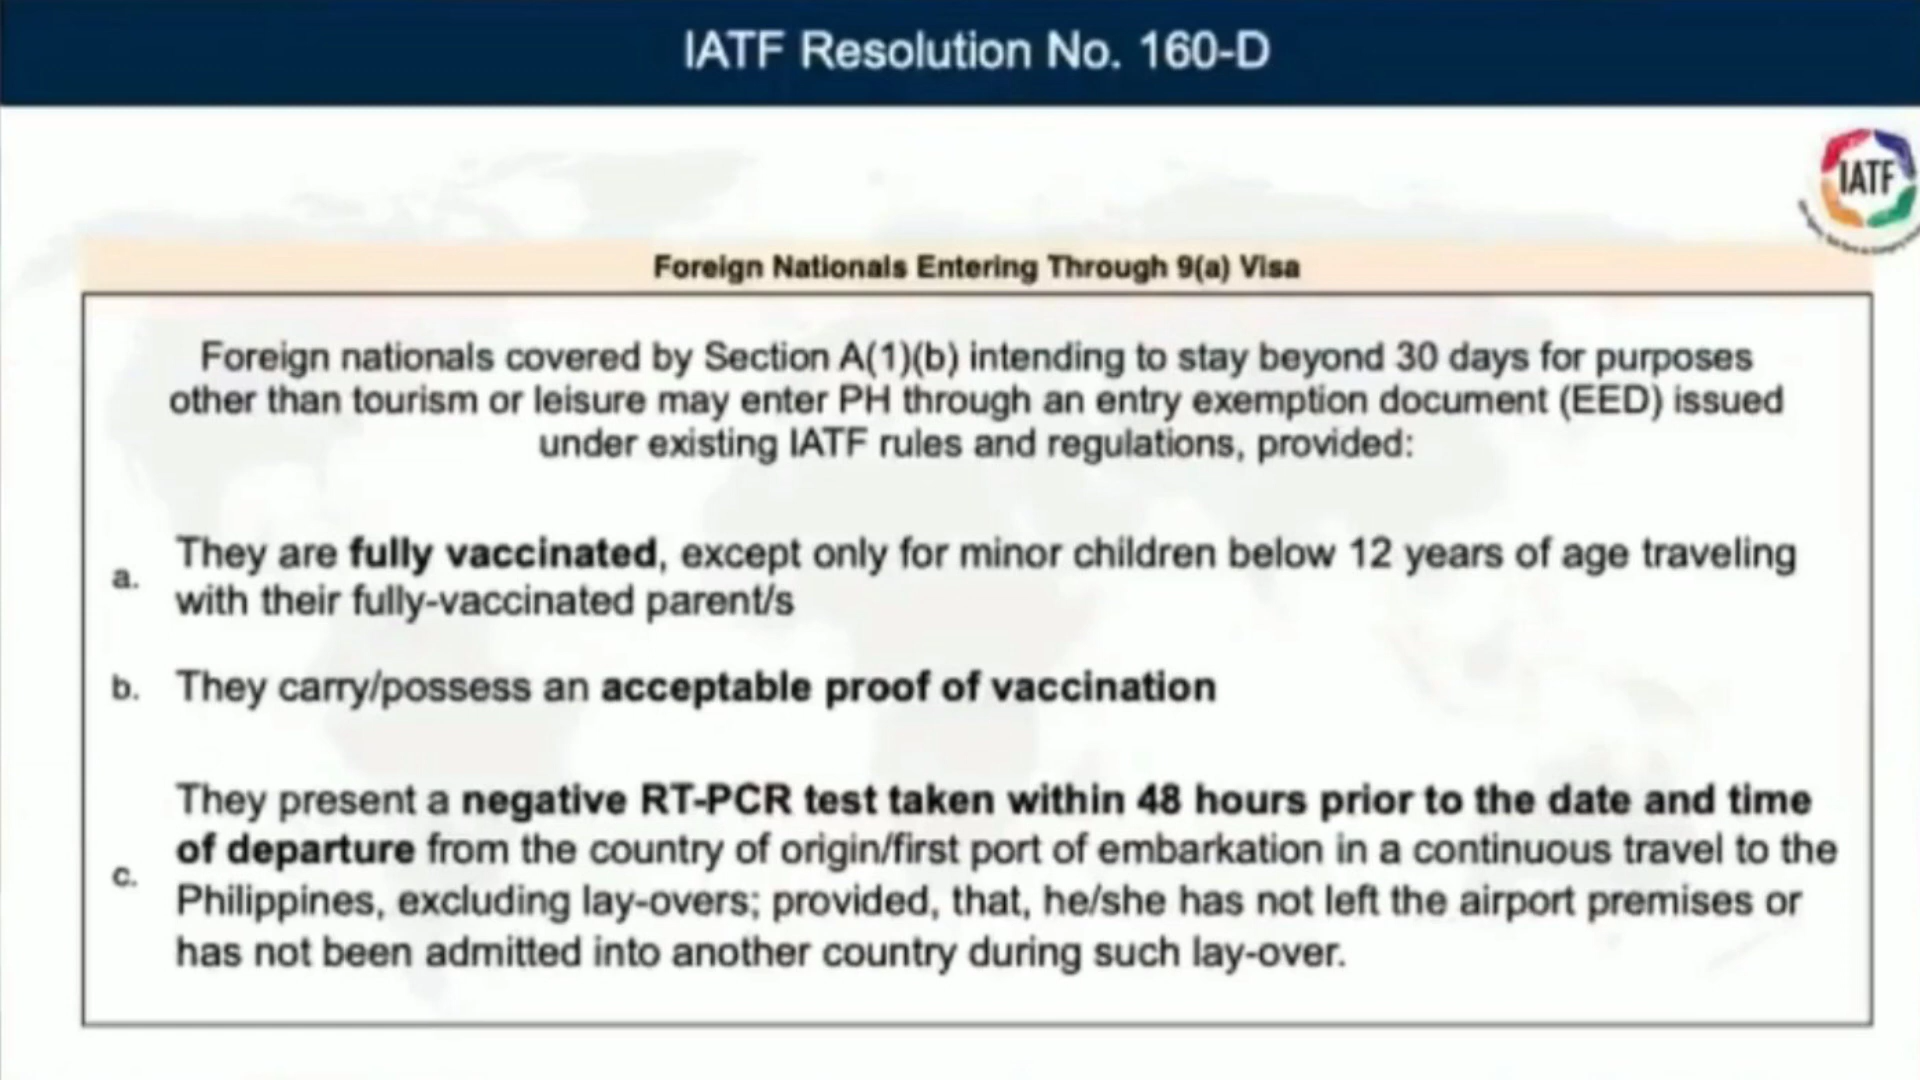 IATF Resolution No. 160-D
IATF
Foreign Nationals Entering Through 9(a) Visa
Foreign nationals covered by Section A(1)(b) intending to stay beyond 30 days for purposes
other than tourism or leisure may enter PH through an entry exemption document (EED) issued
under existing IATF rules and regulations, provided:
a. They are fully vaccinated, except only for minor children below 12 years of age traveling
with their fully-vaccinated parent/s
b. They carry/possess an acceptable proof of vaccination
c. They present a negative RT-PCR test taken within 48 hours prior to the date and time
of departure from the country of origin/first port of embarkation in a continuous travel to the
Philippines, excluding lay-overs; provided, that, he/she has not left the airport premises or
has not been admitted into another country during such lay-over.